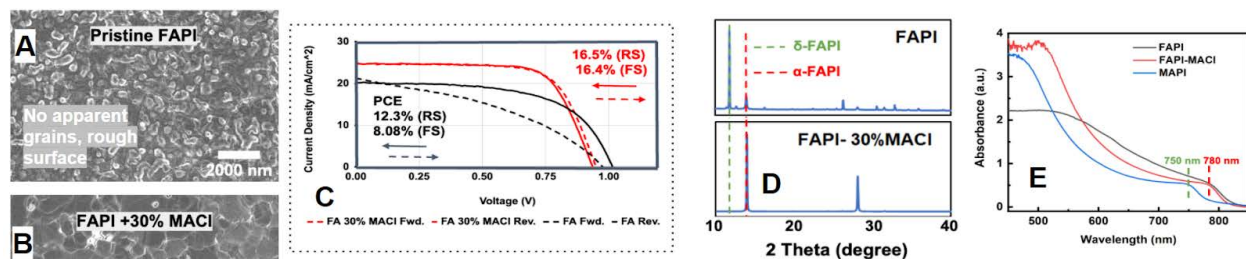 A
Pristine FAPI
No apparent
grains, rough
surface
2000 nm
B
FAPI +30% MACl
C
Current Density (mA/cm^2)
30
20
10
0
0.00
0.25
0.50
0.75
1.00
Voltage (V)
16.5% (RS)
16.4% (FS)
PCE
12.3% (RS)
8.08% (FS)
FA 30% MACl Fwd.
FA 30% MACl Rev.
FA Fwd.
FA Rev.
D
FAPI
δ-FAPI
α-FAPI
FAPI- 30%MACl
10
20
30
40
2 Theta (degree)
E
Absorbance (a.u.)
5
4
3
2
1
0
500
600
700
800
Wavelength (nm)
FAPI
FAPI-MACl
MAPI
750 nm
780 nm